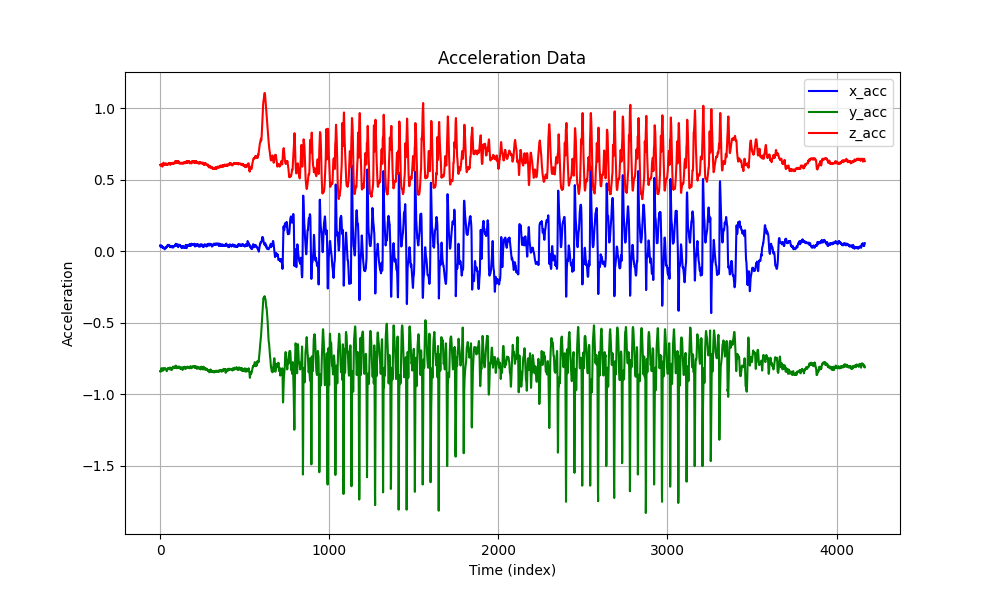 Acceleration Data
x_acc
y_acc
z_acc
1.0
0.5
0.0
−0.5
−1.0
−1.5
Acceleration
0 1000 2000 3000 4000
Time (index)